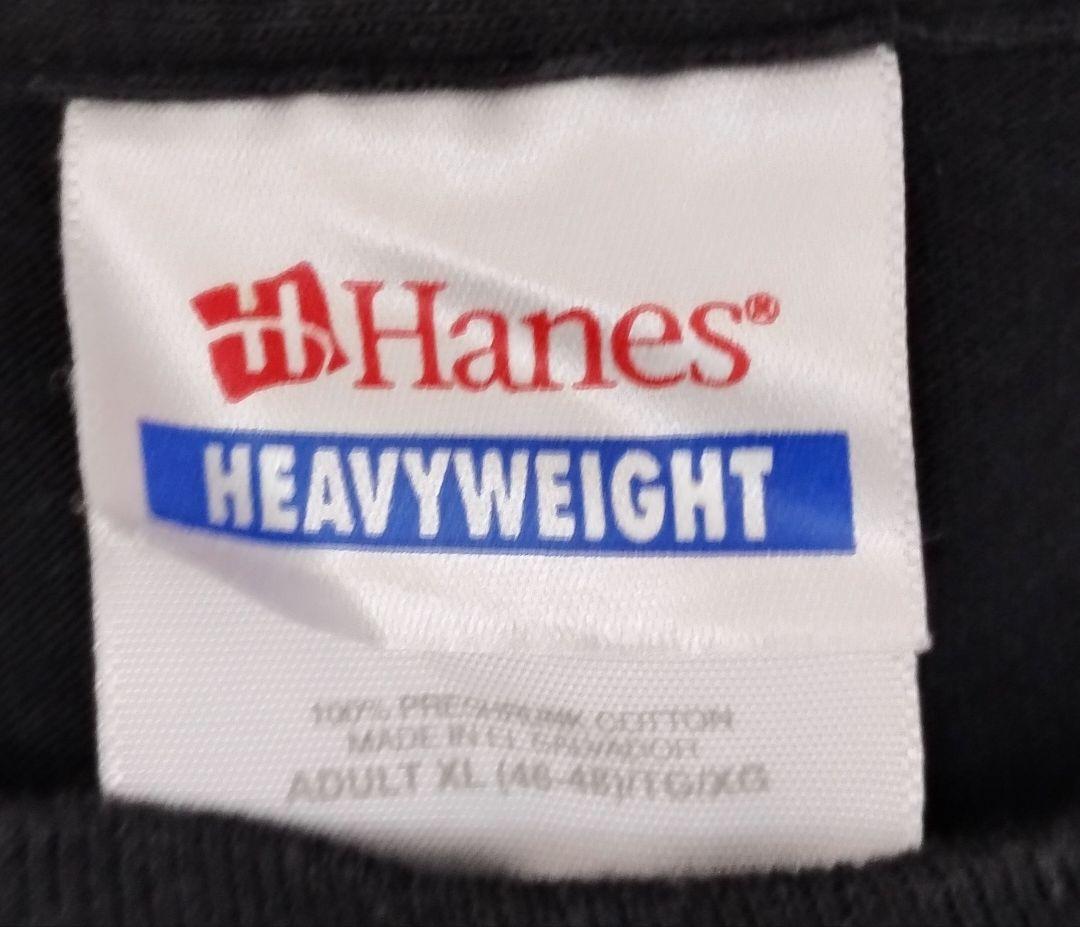 Hanes®
HEAVYWEIGHT
100% PRESHRUNK COTTON
MADE IN EL SALVADOR
ADULT XL (46-48)/TG/XG